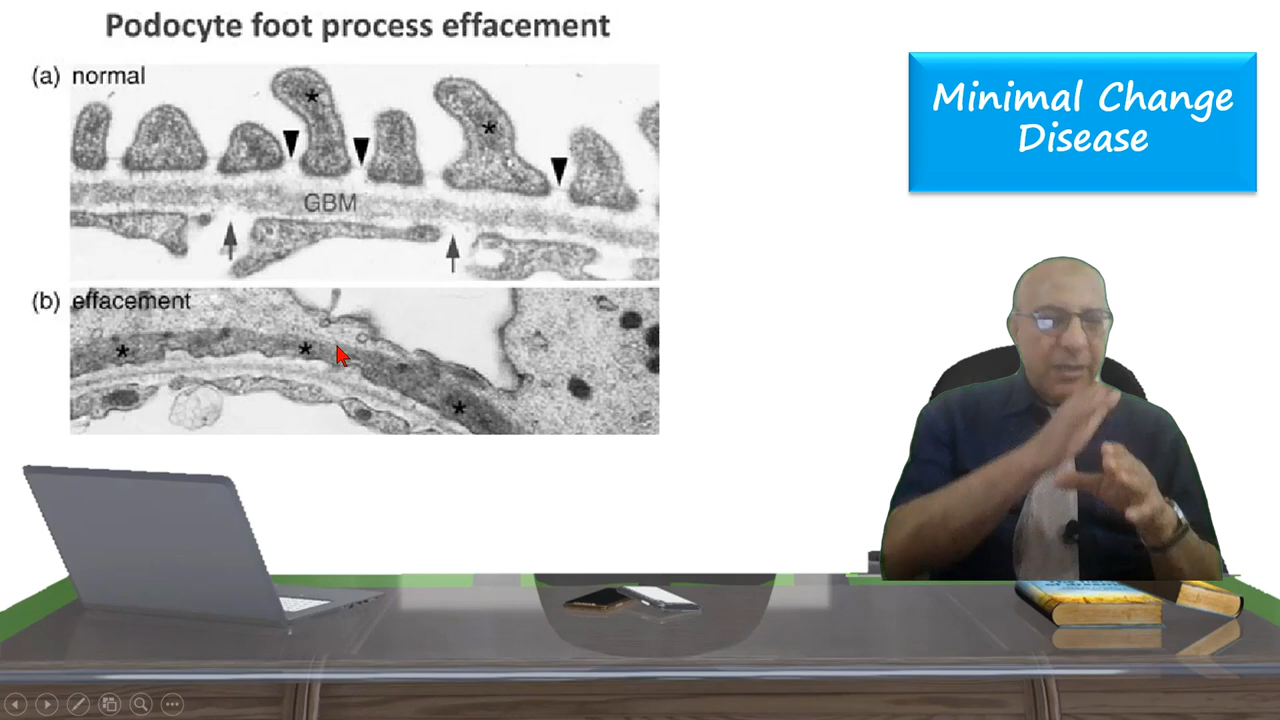 Podocyte foot process effacement
(a) normal
GBM
(b) effacement
Minimal Change
Disease